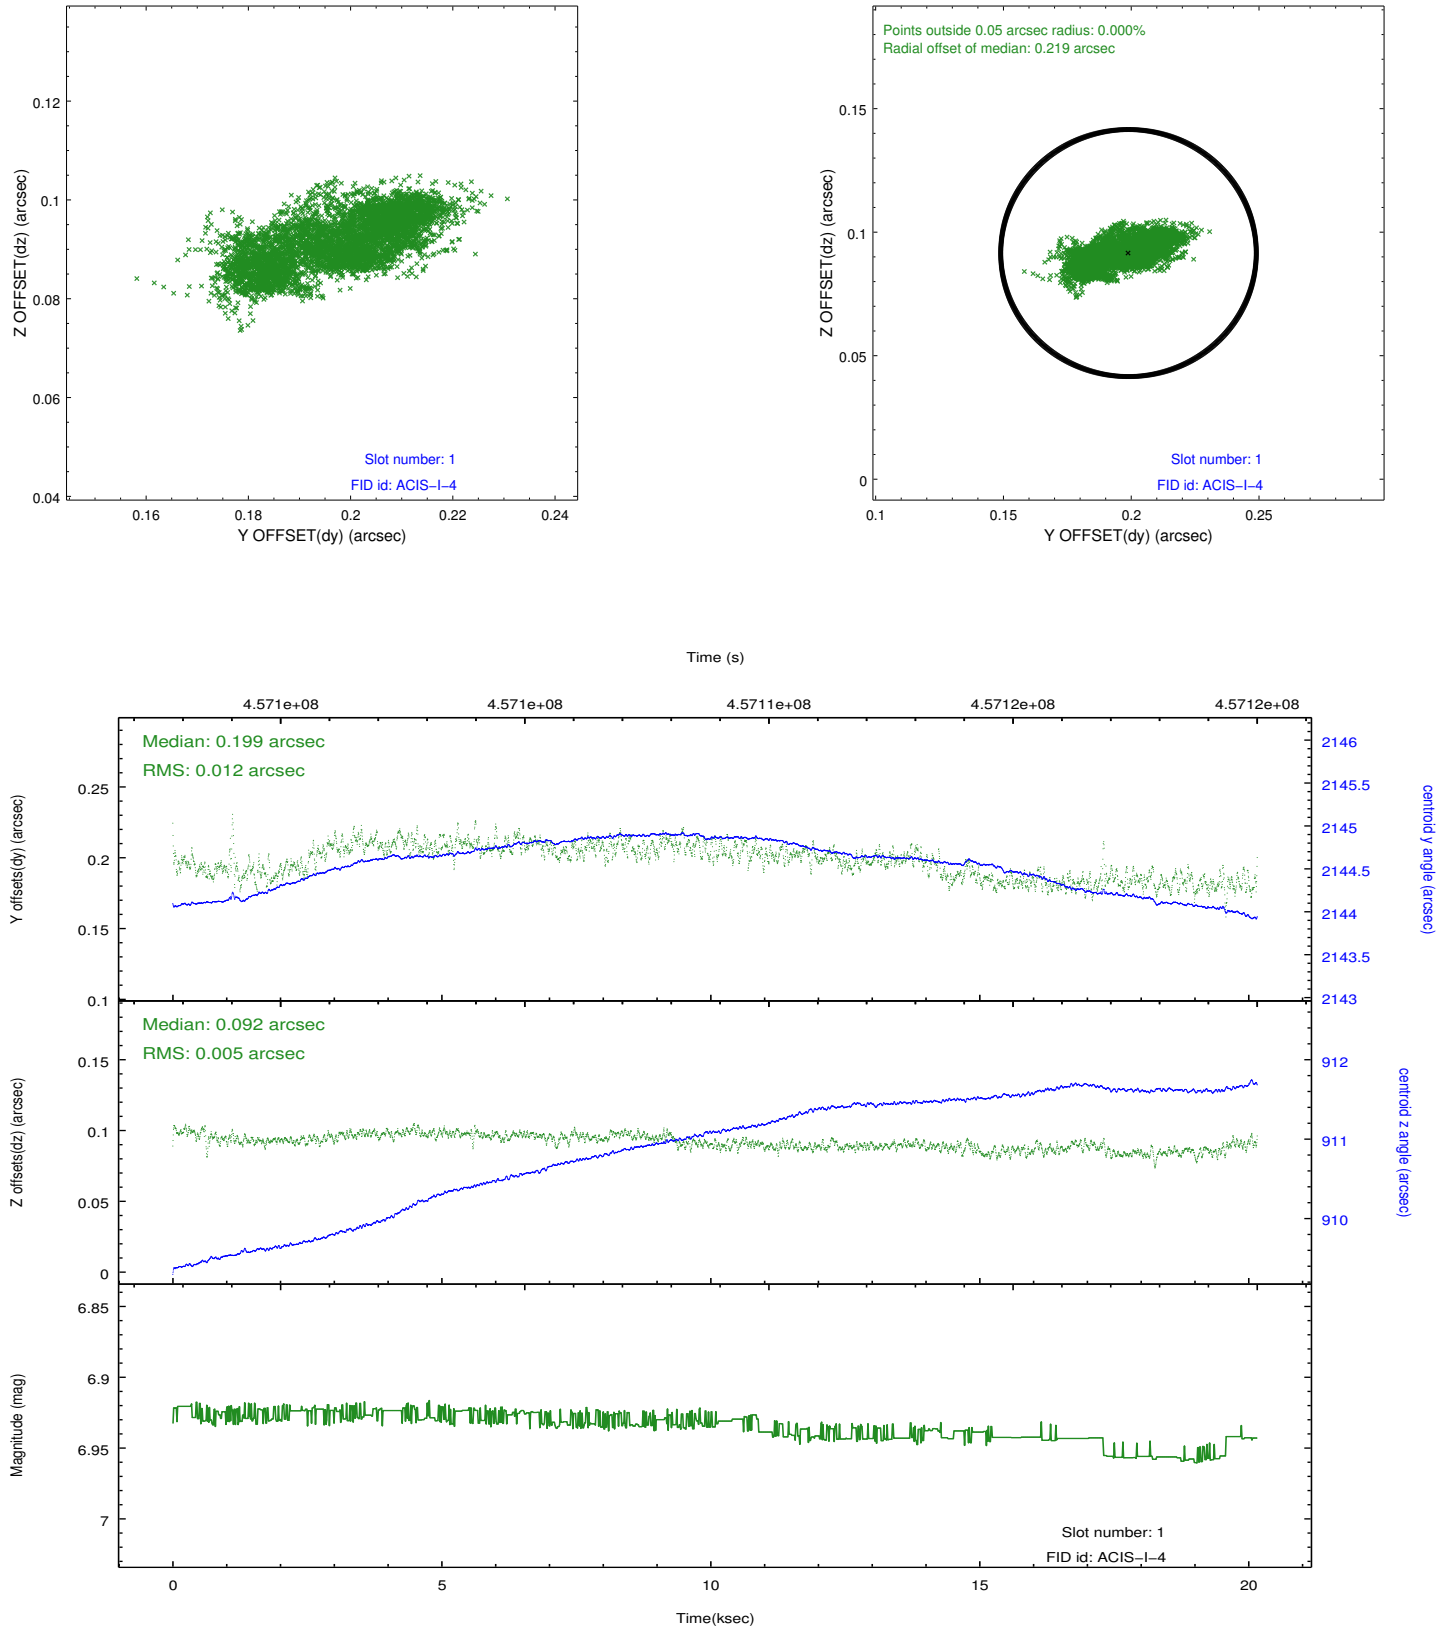 0.12
0.1
0.08
0.06
0.04
Z OFFSET(dz) (arcsec)
Slot number: 1
FID id: ACIS-I-4
0.16 0.18 0.2 0.22 0.24
Y OFFSET(dy) (arcsec)
Points outside 0.05 arcsec radius: 0.000%
Radial offset of median: 0.219 arcsec
0.15
0.1
0.05
0
Z OFFSET(dz) (arcsec)
Slot number: 1
FID id: ACIS-I-4
0.1 0.15 0.2 0.25
Y OFFSET(dy) (arcsec)
Time (s)
4.571e+08 4.571e+08 4.5711e+08 4.5712e+08 4.5712e+08
Median: 0.199 arcsec
RMS: 0.012 arcsec
0.25
0.2
0.15
0.1
Y offsets(dy) (arcsec)
2146
2145.5
2145
2144.5
2144
2143.5
2143
centroid y angle (arcsec)
Median: 0.092 arcsec
RMS: 0.005 arcsec
0.15
0.1
0.05
0
Z offsets(dz) (arcsec)
912
911
910
centroid z angle (arcsec)
6.85
6.9
6.95
7
Magnitude (mag)
Slot number: 1
FID id: ACIS-I-4
0 5 10 15 20
Time(ksec)